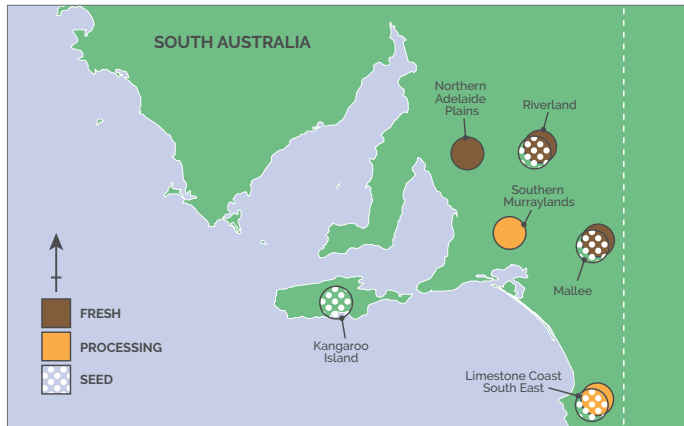 SOUTH AUSTRALIA
Northern
Adelaide
Plains
Riverland
Southern
Murraylands
Mallee
Kangaroo
Island
Limestone Coast
South East
FRESH
PROCESSING
SEED